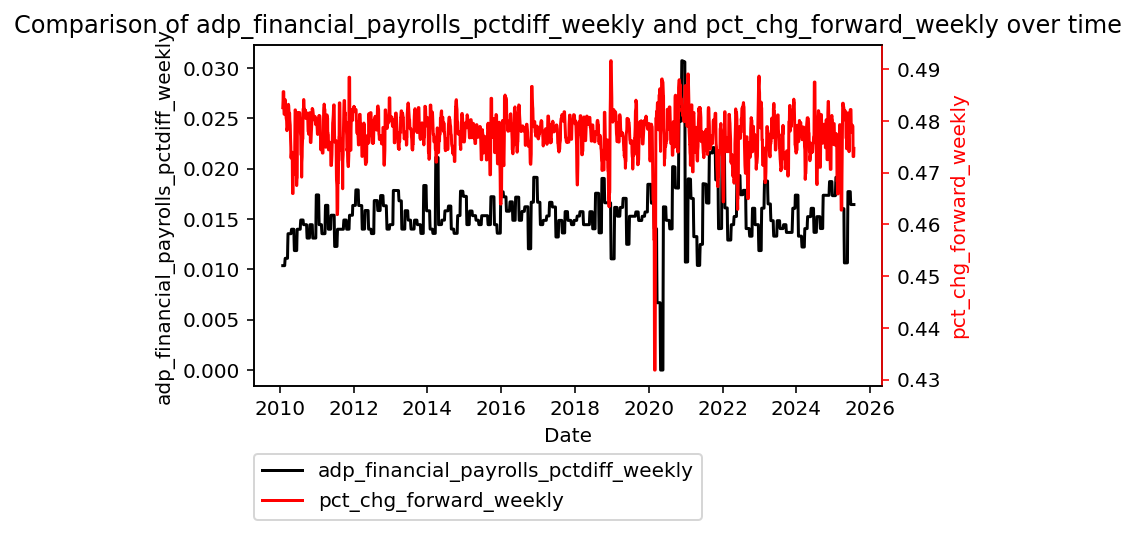 Comparison of adp_financial_payrolls_pctdiff_weekly and pct_chg_forward_weekly over time
adp_financial_payrolls_pctdiff_weekly
0.030
0.025
0.020
0.015
0.010
0.005
0.000
0.49
0.48
0.47
0.46
0.45
0.44
0.43
pct_chg_forward_weekly
2010 2012 2014 2016 2018 2020 2022 2024 2026
Date
adp_financial_payrolls_pctdiff_weekly
pct_chg_forward_weekly